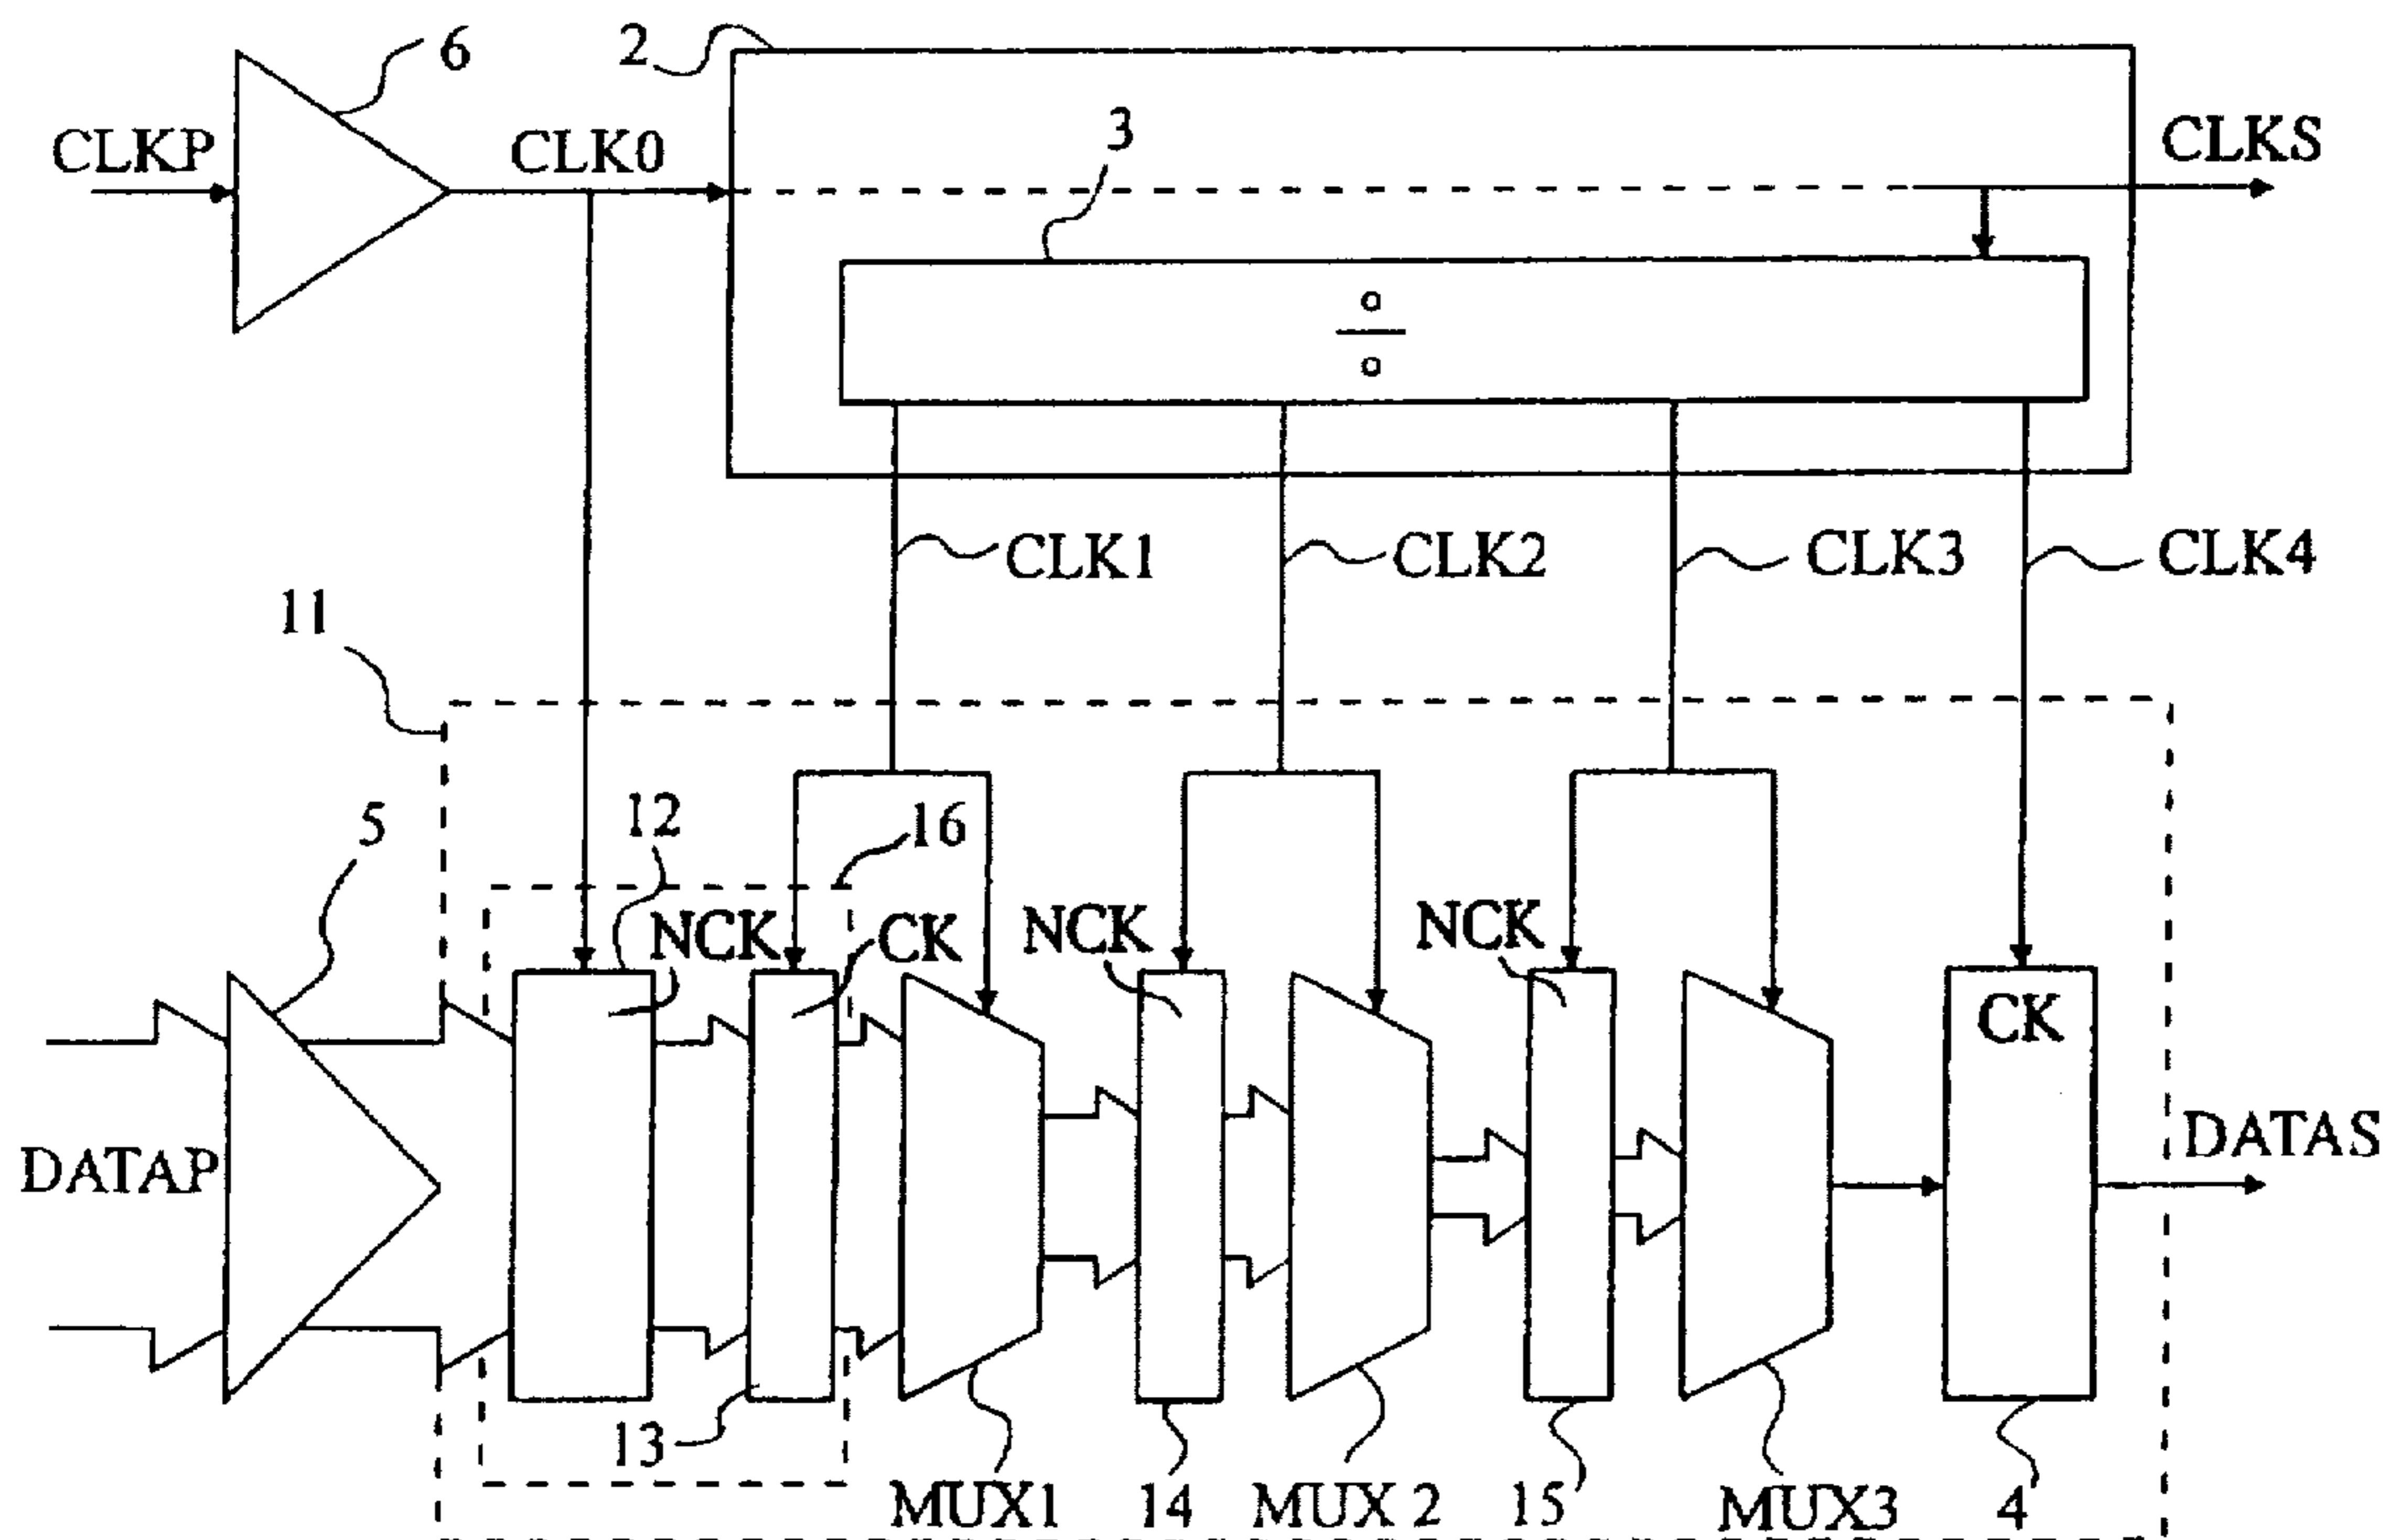 6
2
3
CLKP
CLK0
CLKS
÷
CLK1
CLK2
CLK3
CLK4
11
5
12
16
NCK
CK
NCK
NCK
CK
DATAP
DATAS
13
MUX1
14
MUX 2
15
MUX3
4